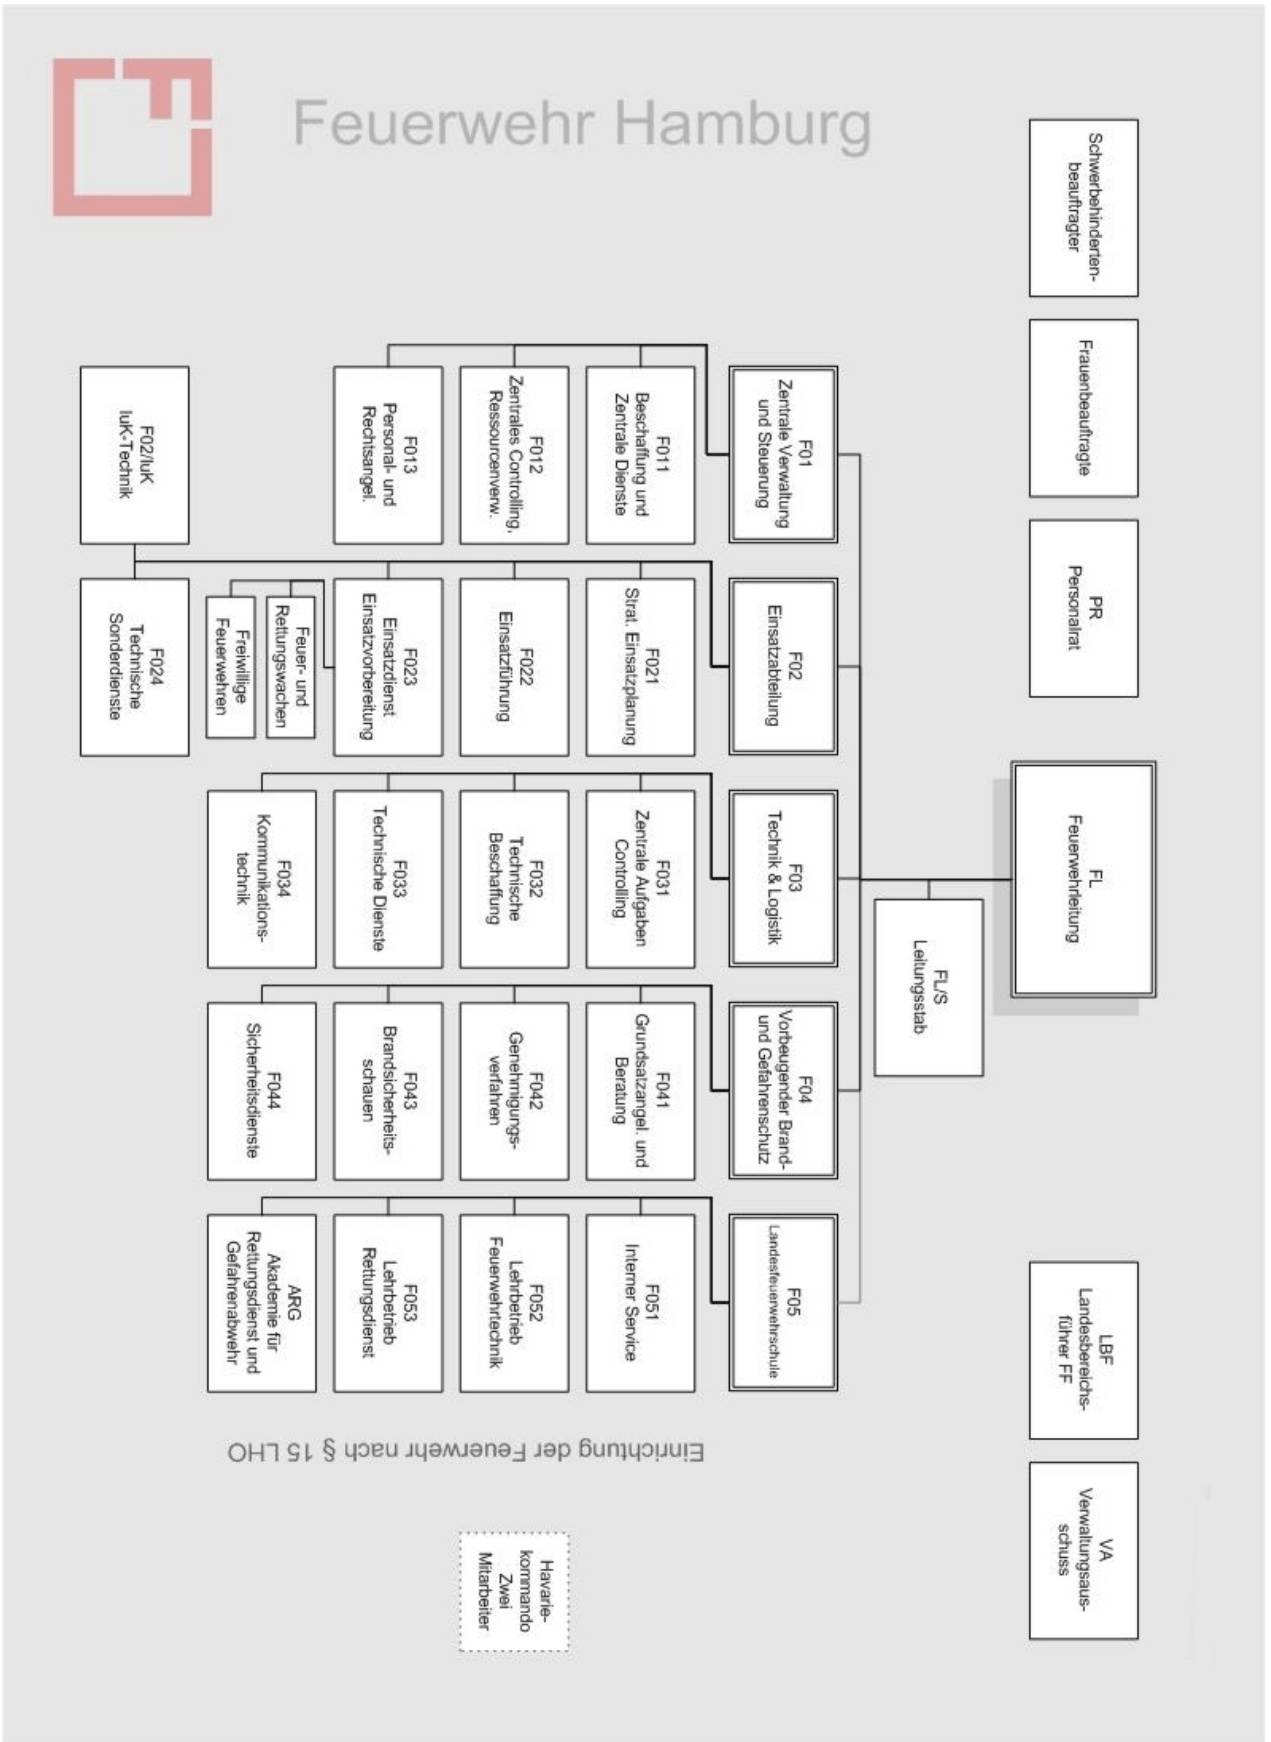 Feuerwehr Hamburg
Schwerbehinderten-
beauftragter
Frauenbeauftragte
PR
Personalrat
FL
Feuerwehrleitung
LBF
Landesbereichs-
führer FF
VA
Verwaltungsaus-
schuss
FL/S
Leitungsstab
F01
Zentrale Verwaltung
und Steuerung
F011
Beschaffung und
Zentrale Dienste
F012
Zentrales Controlling,
Ressourcenverw.
F013
Personal- und
Rechtsangel.
F02
Einsatzabteilung
F021
Strat. Einsatzplanung
F022
Einsatzführung
F023
Einsatzdienst
Einsatzvorbereitung
Feuer- und
Rettungswachen
Freiwillige
Feuerwehren
F02/IuK
IuK-Technik
F024
Technische
Sonderdienste
F03
Technik & Logistik
F031
Zentrale Aufgaben
Controlling
F032
Technische
Beschaffung
F033
Technische Dienste
F034
Kommunikations-
technik
F04
Vorbeugender Brand-
und Gefahrenschutz
F041
Grundsatzangel. und
Beratung
F042
Genehmigungs-
verfahren
F043
Brandsicherheits-
schauen
F044
Sicherheitsdienste
F05
Landesfeuerwehrschule
F051
Interner Service
F052
Lehrbetrieb
Feuerwehrtechnik
F053
Lehrbetrieb
Rettungsdienst
ARG
Akademie für
Rettungsdienst und
Gefahrenabwehr
Einrichtung der Feuerwehr nach § 15 LHO
Havarie-
kommando
Zwei
Mitarbeiter